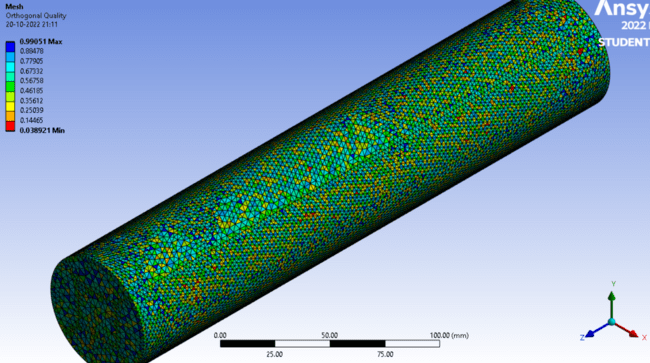 Mesh
Orthogonal Quality
20-10-2022 21:11
0.99051 Max
0.88478
0.77905
0.67332
0.56758
0.46185
0.35612
0.25039
0.14465
0.038921 Min
Ansy
2022
STUDENT
0.00
50.00
100.00 (mm)
25.00
75.00
Y
Z
X